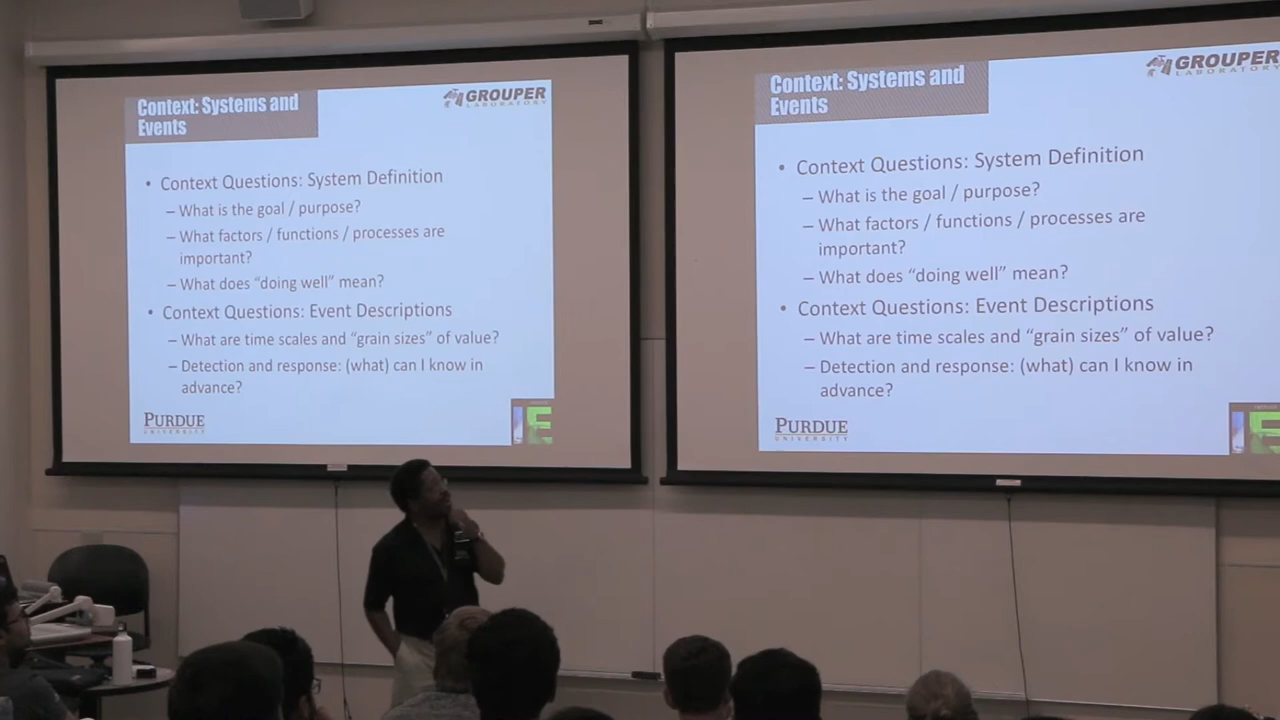 Context: Systems and
Events
GROUPER
LABORATORY
• Context Questions: System Definition
– What is the goal / purpose?
– What factors / functions / processes are
important?
– What does “doing well” mean?
• Context Questions: Event Descriptions
– What are time scales and “grain sizes” of value?
– Detection and response: (what) can I know in
advance?
PURDUE
UNIVERSITY
Context: Systems and
Events
GROUPER
LABORATORY
• Context Questions: System Definition
– What is the goal / purpose?
– What factors / functions / processes are
important?
– What does “doing well” mean?
• Context Questions: Event Descriptions
– What are time scales and “grain sizes” of value?
– Detection and response: (what) can I know in
advance?
PURDUE
UNIVERSITY